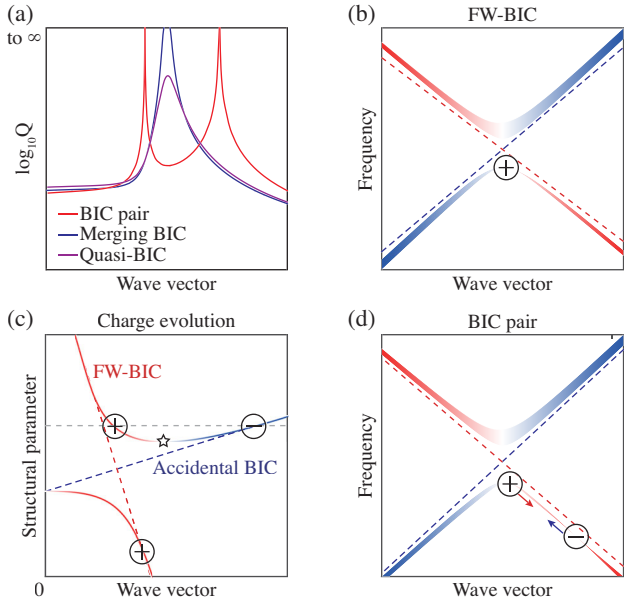 (a)
to ∞
log₁₀Q
BIC pair
Merging BIC
Quasi-BIC
Wave vector
(b)
FW-BIC
Frequency
+
Wave vector
(c)
Charge evolution
Structural parameter
FW-BIC
+
−
Accidental BIC
+
0
Wave vector
(d)
BIC pair
Frequency
+
−
Wave vector